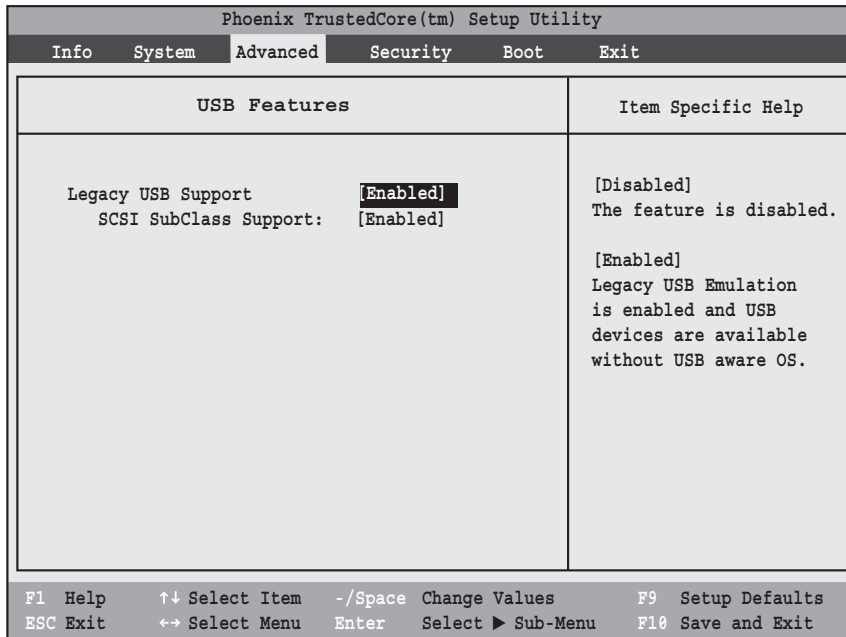 Phoenix TrustedCore(tm) Setup Utility
Info System Advanced Security Boot Exit
USB Features
Legacy USB Support [Enabled]
SCSI SubClass Support: [Enabled]
Item Specific Help
[Disabled]
The feature is disabled.
[Enabled]
Legacy USB Emulation
is enabled and USB
devices are available
without USB aware OS.
F1 Help ↑↓ Select Item -/Space Change Values F9 Setup Defaults
ESC Exit ←→ Select Menu Enter Select ▶ Sub-Menu F10 Save and Exit